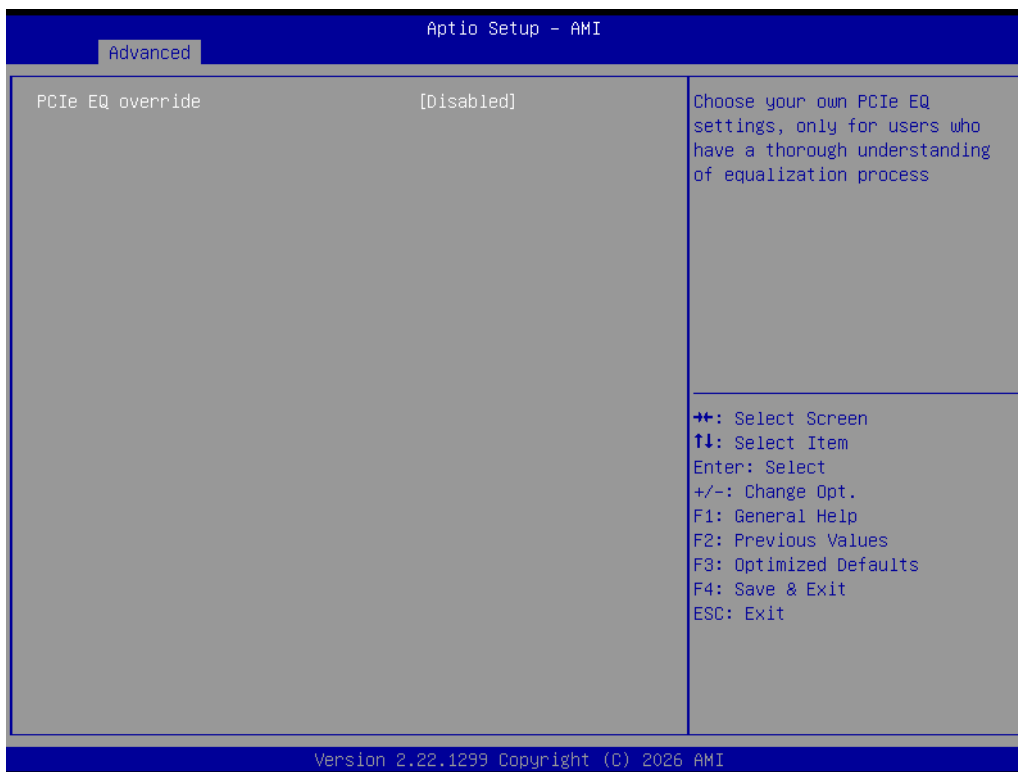 Aptio Setup – AMI
Advanced
PCIe EQ override [Disabled]
Choose your own PCIe EQ
settings, only for users who
have a thorough understanding
of equalization process
→←: Select Screen
↑↓: Select Item
Enter: Select
+/-: Change Opt.
F1: General Help
F2: Previous Values
F3: Optimized Defaults
F4: Save & Exit
ESC: Exit
Version 2.22.1299 Copyright (C) 2026 AMI